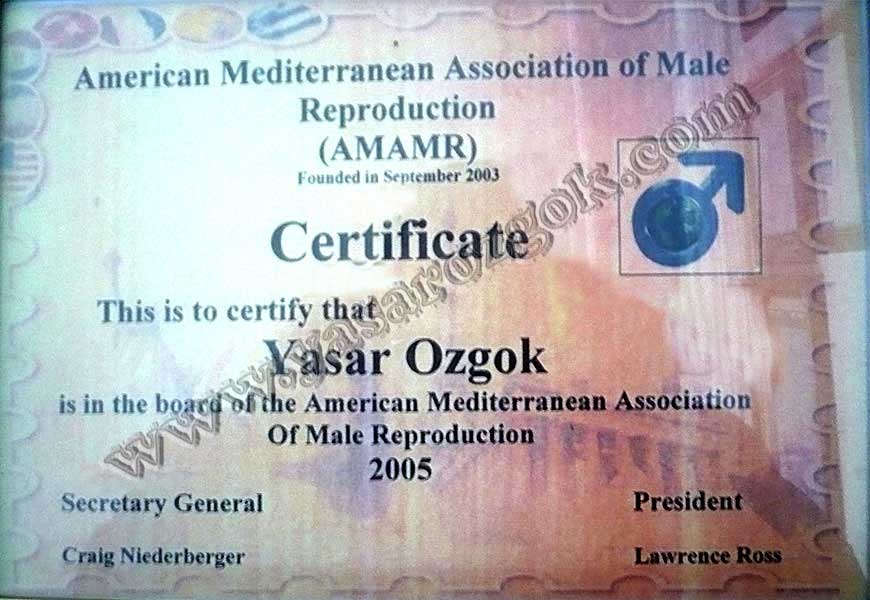 American Mediterranean Association of Male
Reproduction
(AMAMR)
Founded in September 2003
Certificate
This is to certify that
Yasar Ozgok
is in the board of the American Mediterranean Association
Of Male Reproduction
2005
Secretary General
President
Craig Niederberger
Lawrence Ross
www.yasarozgok.com